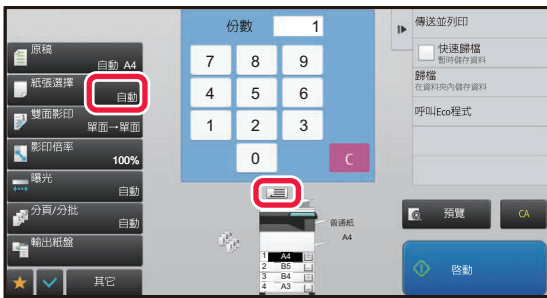 原稿
自動 A4
紙張選擇
自動
雙面影印
單面→單面
影印倍率
100%
曝光
自動
分頁/分批
自動
輸出紙盤
其它
份數 1
7 8 9
4 5 6
1 2 3
0 C
普通紙
A4
1 A4
2 B5
3 B4
4 A3
傳送並列印
快速歸檔
暫時儲存資料
歸檔
在資料夾內儲存資料
呼叫Eco程式
預覽
CA
啓動